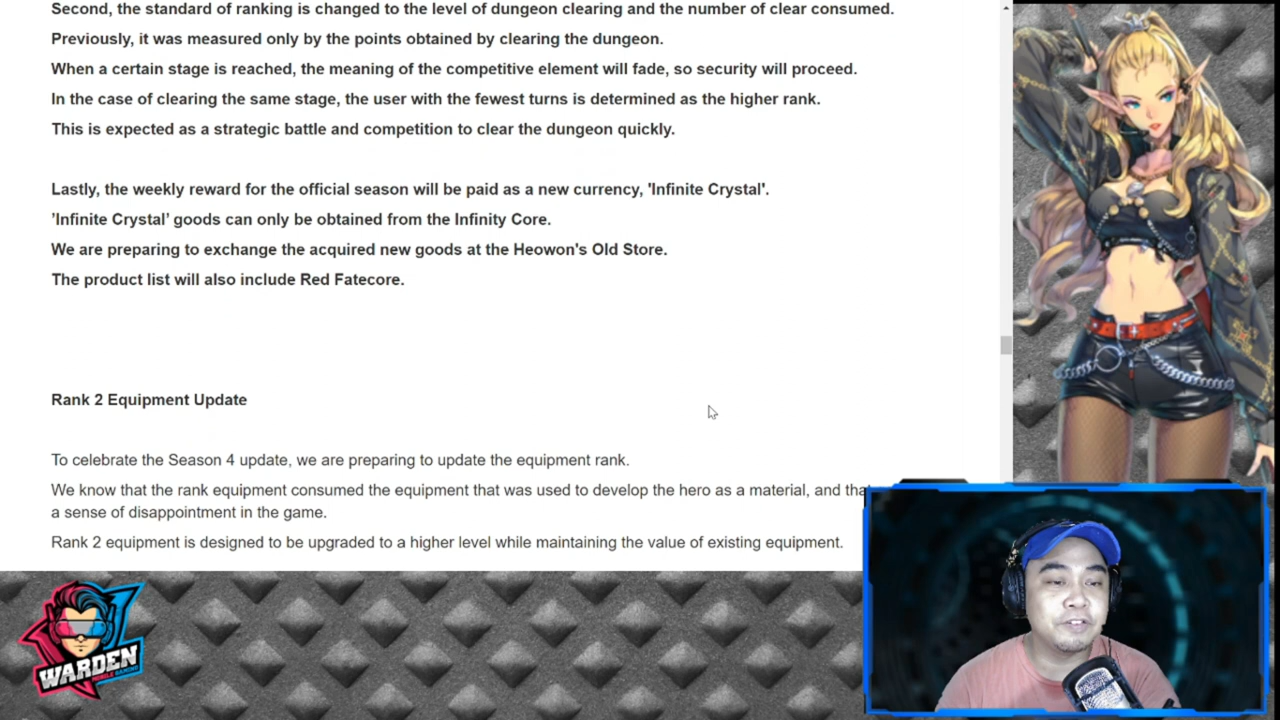 Second, the standard of ranking is changed to the level of dungeon clearing and the number of clear consumed.
Previously, it was measured only by the points obtained by clearing the dungeon.
When a certain stage is reached, the meaning of the competitive element will fade, so security will proceed.
In the case of clearing the same stage, the user with the fewest turns is determined as the higher rank.
This is expected as a strategic battle and competition to clear the dungeon quickly.
Lastly, the weekly reward for the official season will be paid as a new currency, 'Infinite Crystal'.
'Infinite Crystal' goods can only be obtained from the Infinity Core.
We are preparing to exchange the acquired new goods at the Heowon's Old Store.
The product list will also include Red Fatecore.
Rank 2 Equipment Update
To celebrate the Season 4 update, we are preparing to update the equipment rank.
We know that the rank equipment consumed the equipment that was used to develop the hero as a material, and tha
a sense of disappointment in the game.
Rank 2 equipment is designed to be upgraded to a higher level while maintaining the value of existing equipment.
WARDEN
MOBILE GAMING